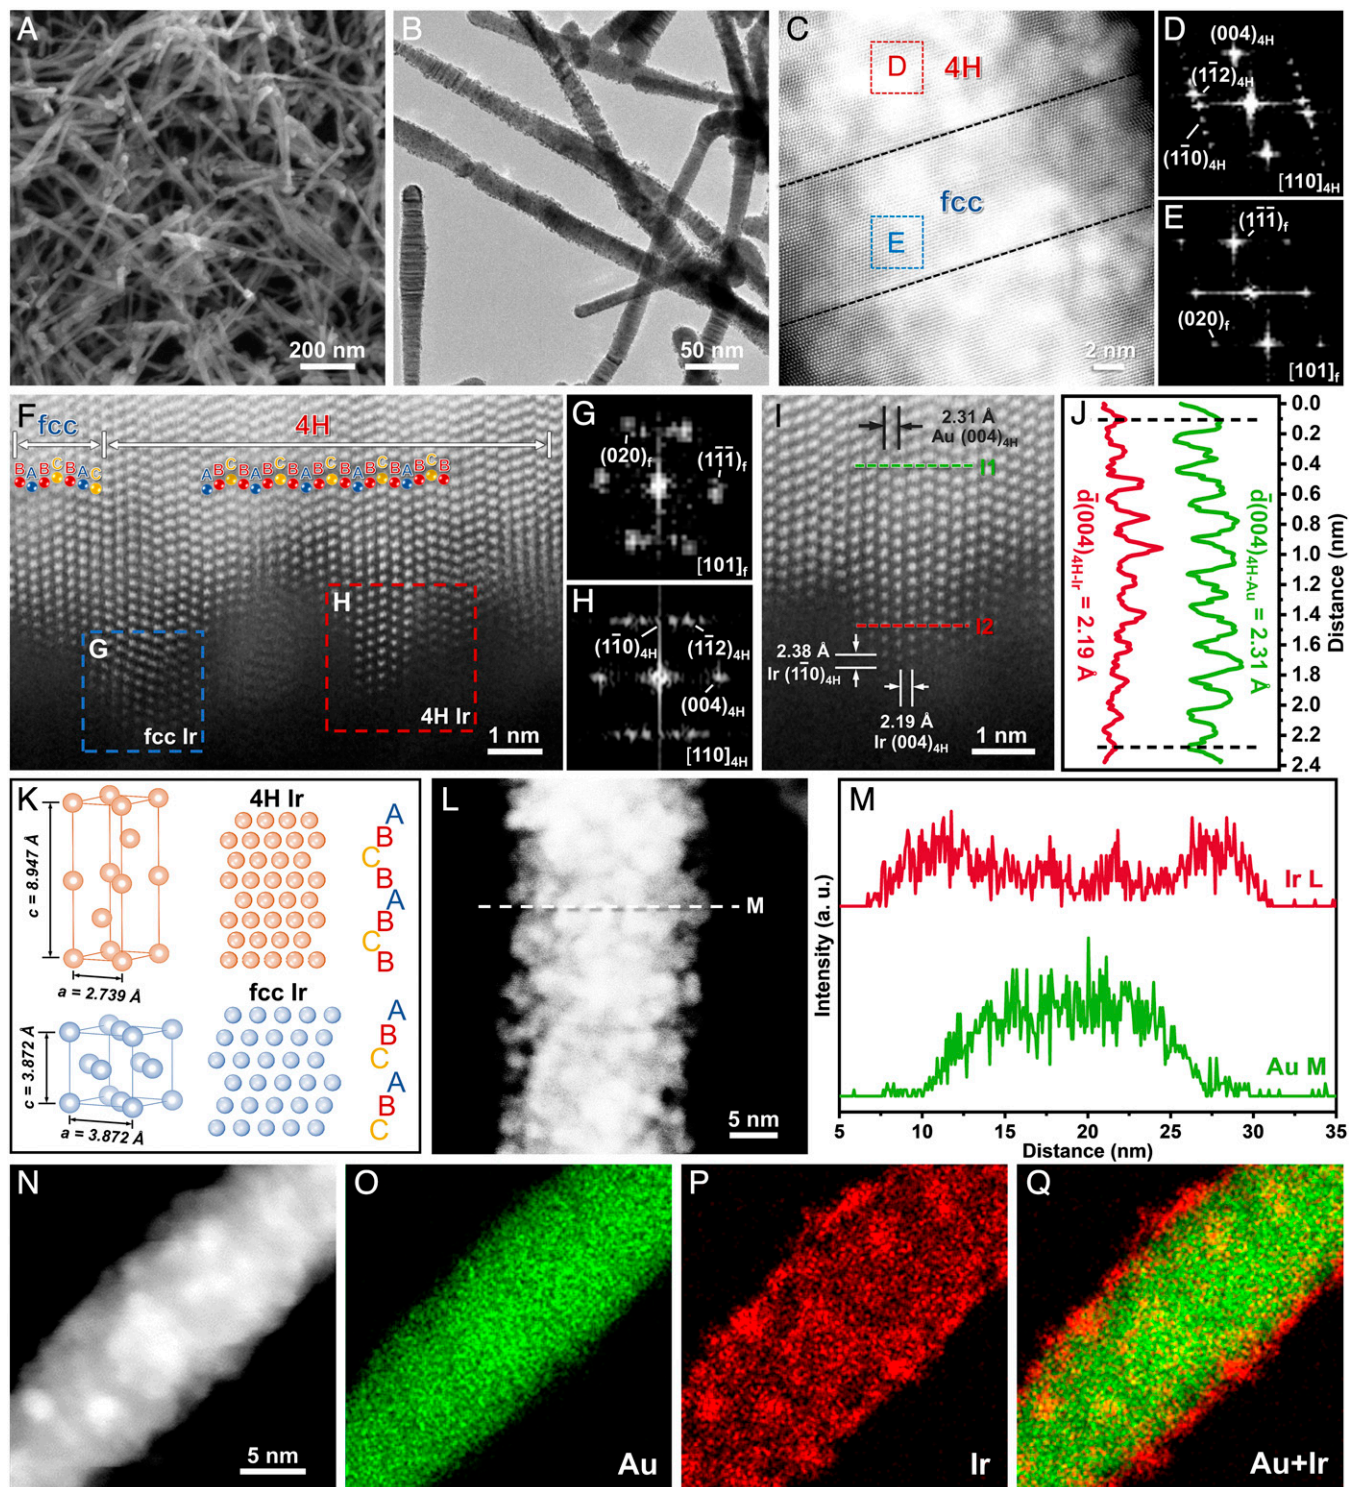 A
200 nm
B
50 nm
C
D
4H
fcc
E
2 nm
D
(004)4H
(11̄2)4H
(11̄0)4H
[110]4H
E
(11̄1̄)f
(020)f
[101]f
F
fcc
4H
B A B C B A C
A B C B A B C B A B C B A B C B
H
G
4H Ir
fcc Ir
1 nm
G
(020)f
(11̄1̄)f
[101]f
H
(11̄0)4H
(11̄2)4H
(004)4H
[110]4H
I
2.31 Å
Au (004)4H
I1
I2
2.38 Å
Ir (11̄0)4H
2.19 Å
Ir (004)4H
1 nm
J
d̄(004)4H-Ir = 2.19 Å
d̄(004)4H-Au = 2.31 Å
0.0
0.2
0.4
0.6
0.8
1.0
1.2
1.4
1.6
1.8
2.0
2.2
2.4
Distance (nm)
K
c = 8.947 Å
a = 2.739 Å
4H Ir
A
B
C
B
A
B
C
B
c = 3.872 Å
a = 3.872 Å
fcc Ir
A
B
C
A
B
C
L
M
5 nm
M
Intensity (a. u.)
Ir L
Au M
5 10 15 20 25 30 35
Distance (nm)
N
5 nm
O
Au
P
Ir
Q
Au+Ir